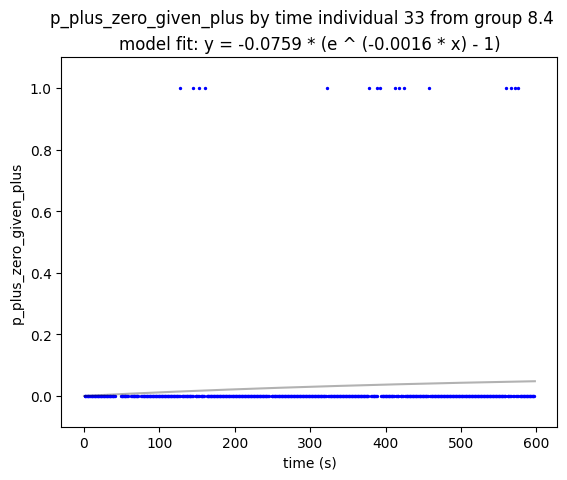 p_plus_zero_given_plus by time individual 33 from group 8.4
model fit: y = -0.0759 * (e ^ (-0.0016 * x) - 1)
1.0
0.8
0.6
0.4
0.2
0.0
p_plus_zero_given_plus
0 100 200 300 400 500 600
time (s)